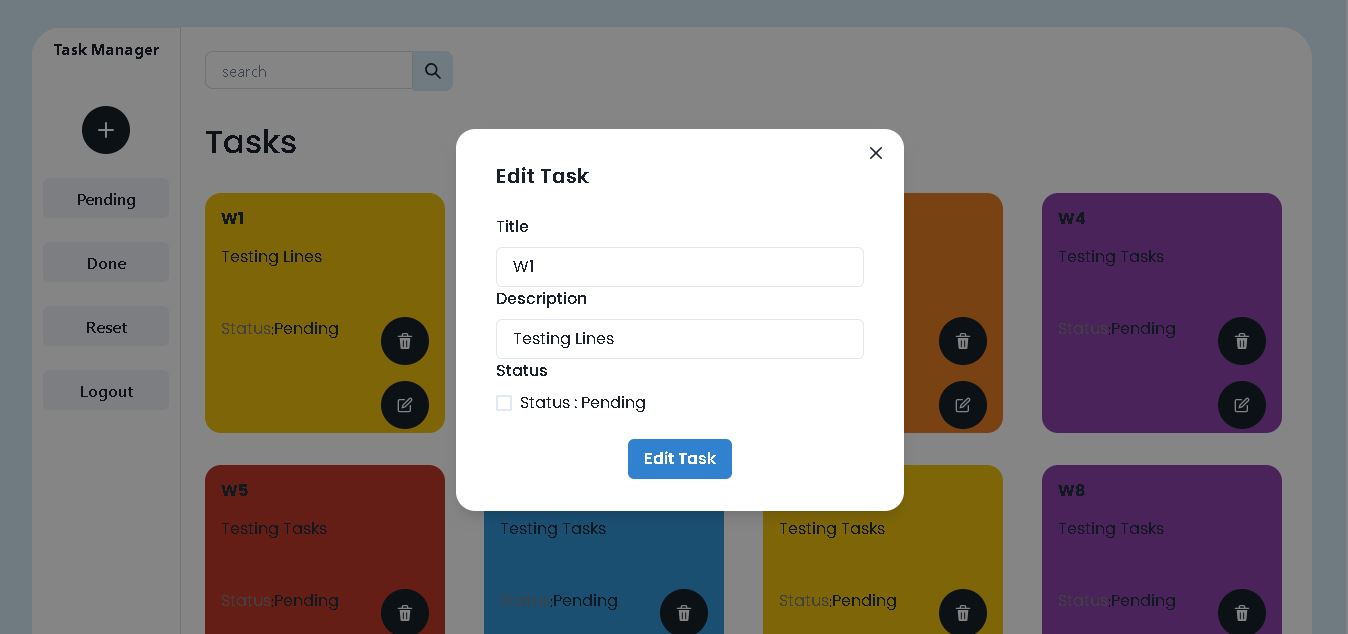 Task Manager
search
Tasks
Pending
Done
Reset
Logout
W1
Testing Lines
Status:Pending
Edit Task
Title
W1
Description
Testing Lines
Status
Status : Pending
Edit Task
W4
Testing Tasks
Status:Pending
W5
Testing Tasks
Status:Pending
Testing Tasks
Status:Pending
Testing Tasks
Status:Pending
W8
Testing Tasks
Status:Pending